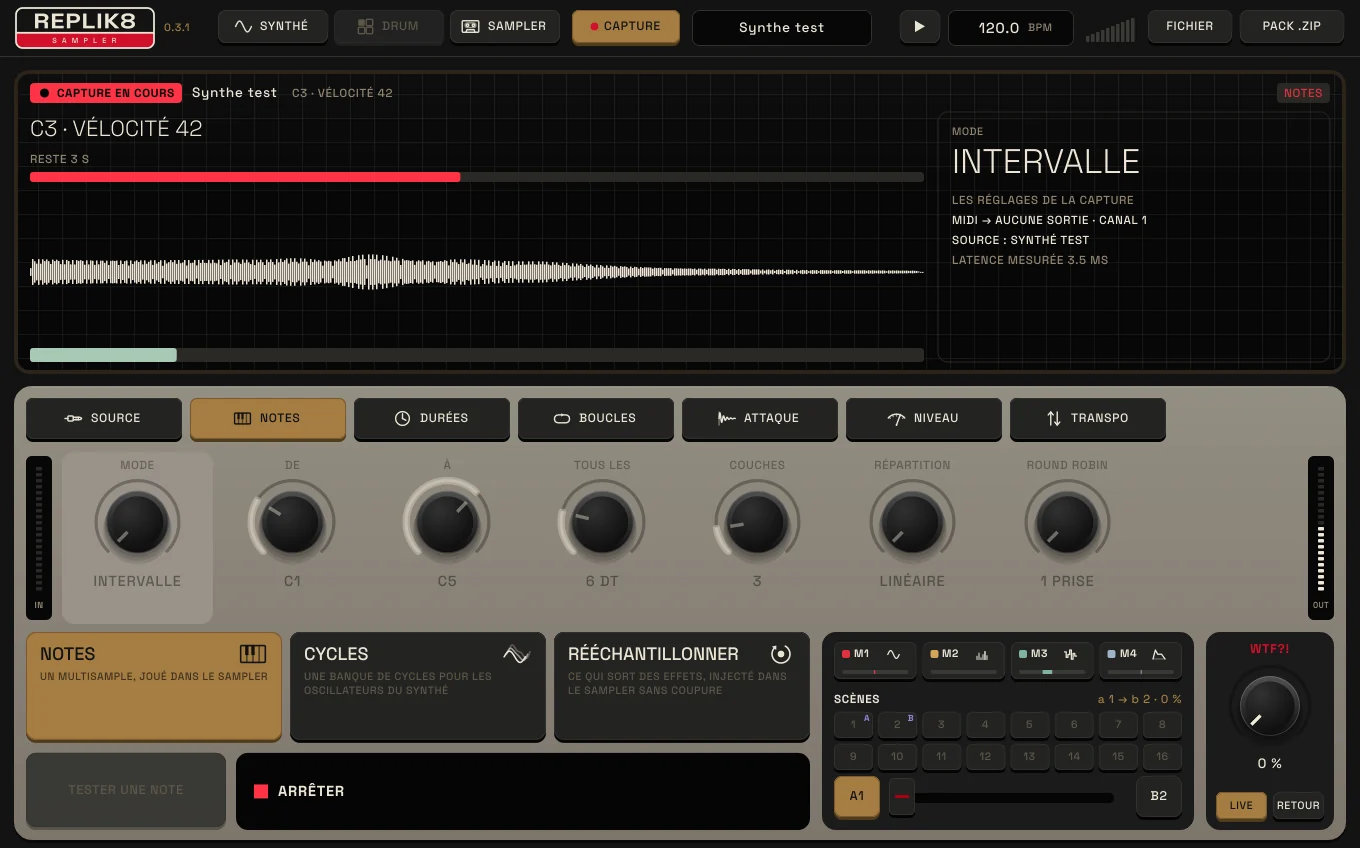 REPLIK8
SAMPLER
0.3.1
SYNTHÉ
DRUM
SAMPLER
CAPTURE
Synthe test
120.0 BPM
FICHIER
PACK .ZIP
CAPTURE EN COURS
Synthe test
C3 · VÉLOCITÉ 42
NOTES
C3 · VÉLOCITÉ 42
RESTE 3 S
MODE
INTERVALLE
LES RÉGLAGES DE LA CAPTURE
MIDI → AUCUNE SORTIE · CANAL 1
SOURCE : SYNTHÉ TEST
LATENCE MESURÉE 3.5 MS
SOURCE
NOTES
DURÉES
BOUCLES
ATTAQUE
NIVEAU
TRANSPO
MODE
DE
À
TOUS LES
COUCHES
RÉPARTITION
ROUND ROBIN
INTERVALLE
C1
C5
6 DT
3
LINÉAIRE
1 PRISE
IN
OUT
NOTES
UN MULTISAMPLE, JOUÉ DANS LE SAMPLER
CYCLES
UNE BANQUE DE CYCLES POUR LES
OSCILLATEURS DU SYNTHÉ
RÉÉCHANTILLONNER
CE QUI SORT DES EFFETS, INJECTÉ DANS
LE SAMPLER SANS COUPURE
TESTER UNE NOTE
ARRÊTER
M1
M2
M3
M4
SCÈNES
a 1 → b 2 · 0 %
1 A
2 B
3
4
5
6
7
8
9
10
11
12
13
14
15
16
A1
B2
WTF?!
0 %
LIVE
RETOUR